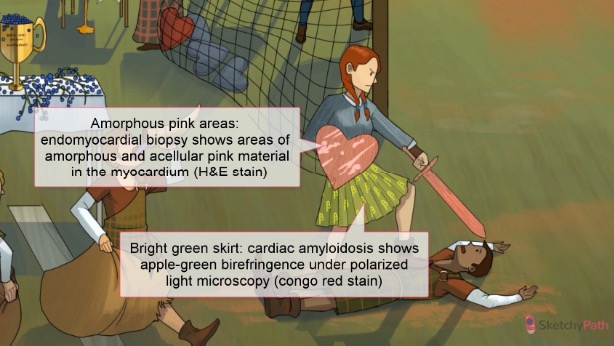 Amorphous pink areas:
endomyocardial biopsy shows areas of
amorphous and acellular pink material
in the myocardium (H&E stain)
Bright green skirt: cardiac amyloidosis shows
apple-green birefringence under polarized
light microscopy (congo red stain)
SketchyPath